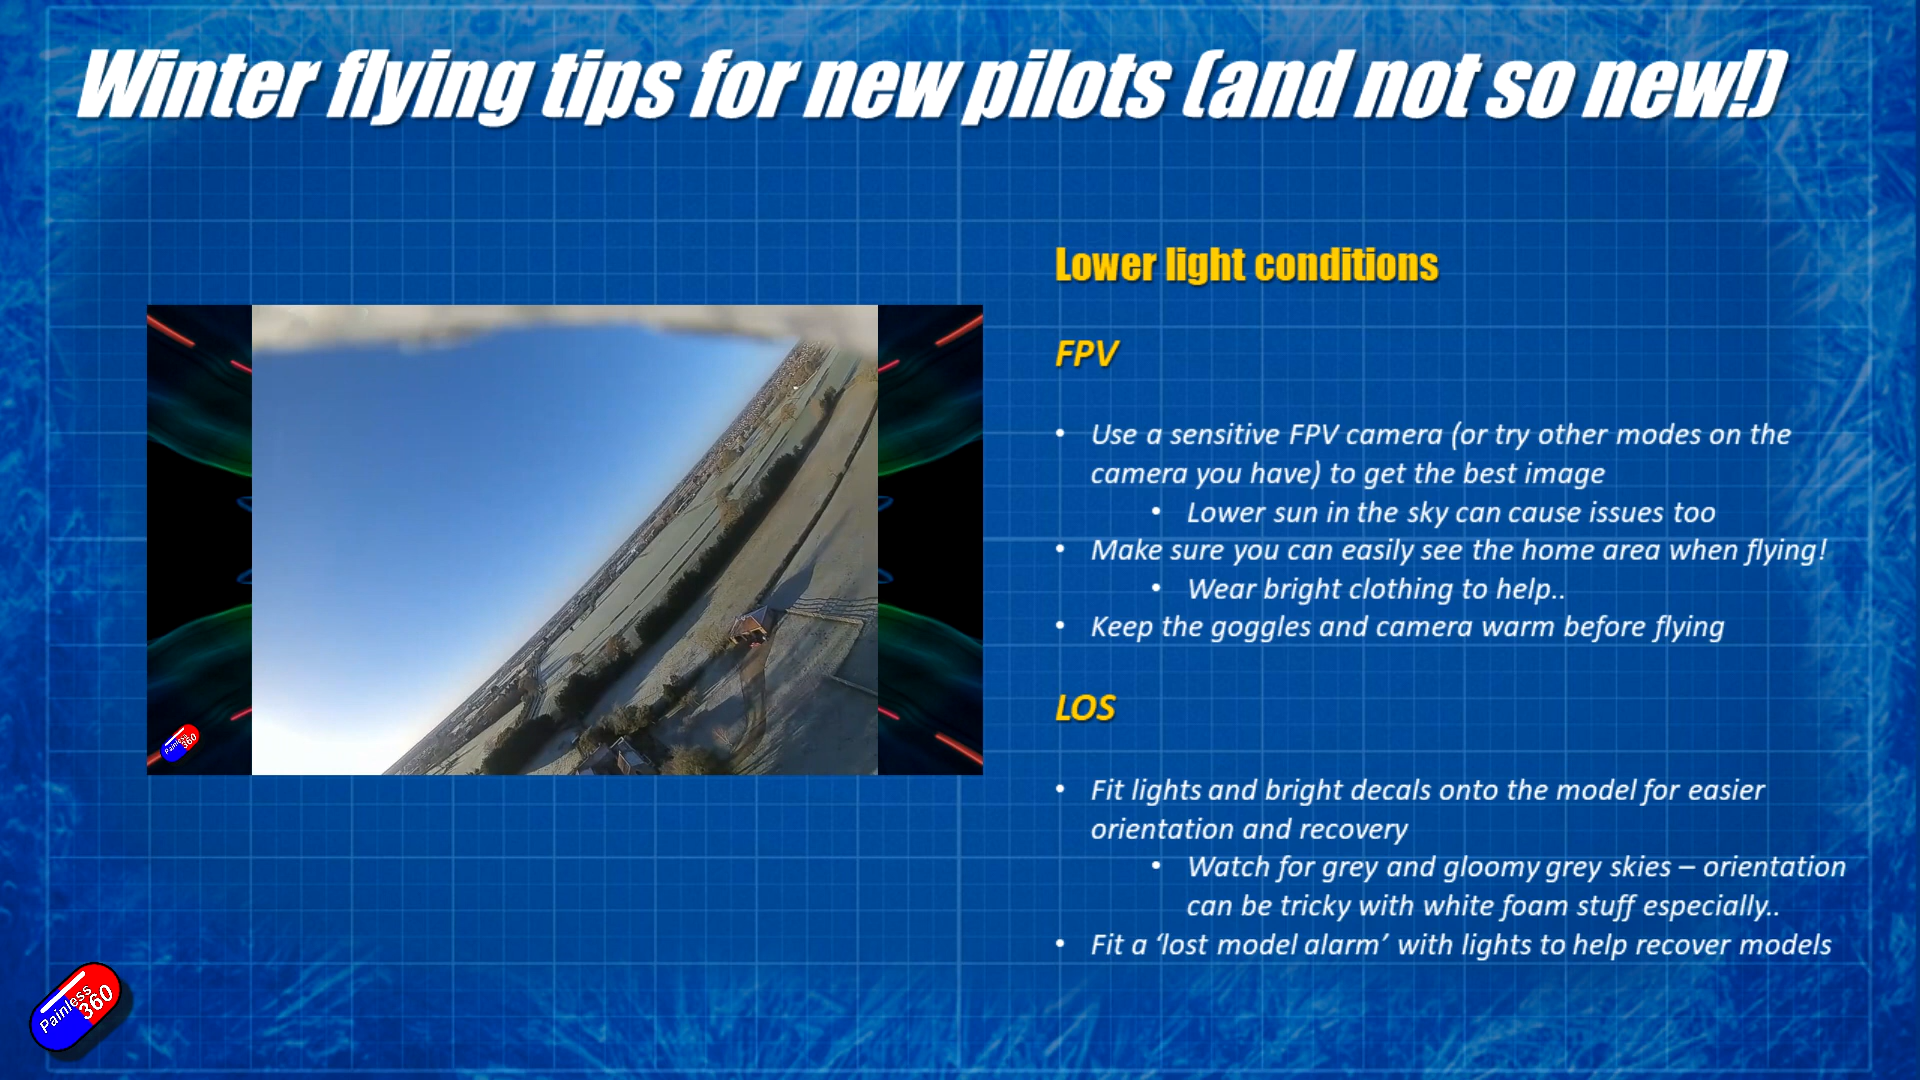 Winter flying tips for new pilots (and not so new!)
Lower light conditions
FPV
• Use a sensitive FPV camera (or try other modes on the
camera you have) to get the best image
• Lower sun in the sky can cause issues too
• Make sure you can easily see the home area when flying!
• Wear bright clothing to help..
• Keep the goggles and camera warm before flying
LOS
• Fit lights and bright decals onto the model for easier
orientation and recovery
• Watch for grey and gloomy grey skies – orientation
can be tricky with white foam stuff especially..
• Fit a ‘lost model alarm’ with lights to help recover models
Painless
360
Painless
360